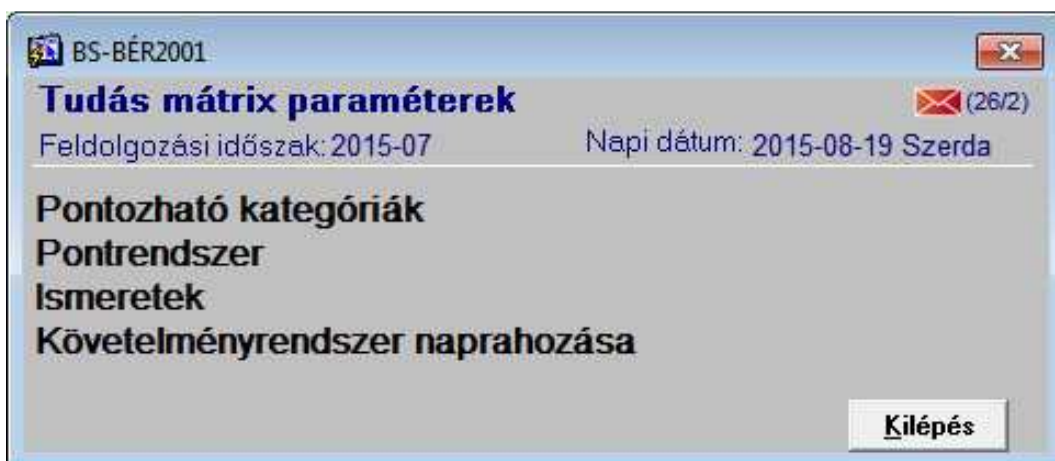 BS-BÉR2001
Tudás mátrix paraméterek (26/2)
Feldolgozási időszak: 2015-07 Napi dátum: 2015-08-19 Szerda
Pontozható kategóriák
Pontrendszer
Ismeretek
Követelményrendszer naprahozása
Kilépés